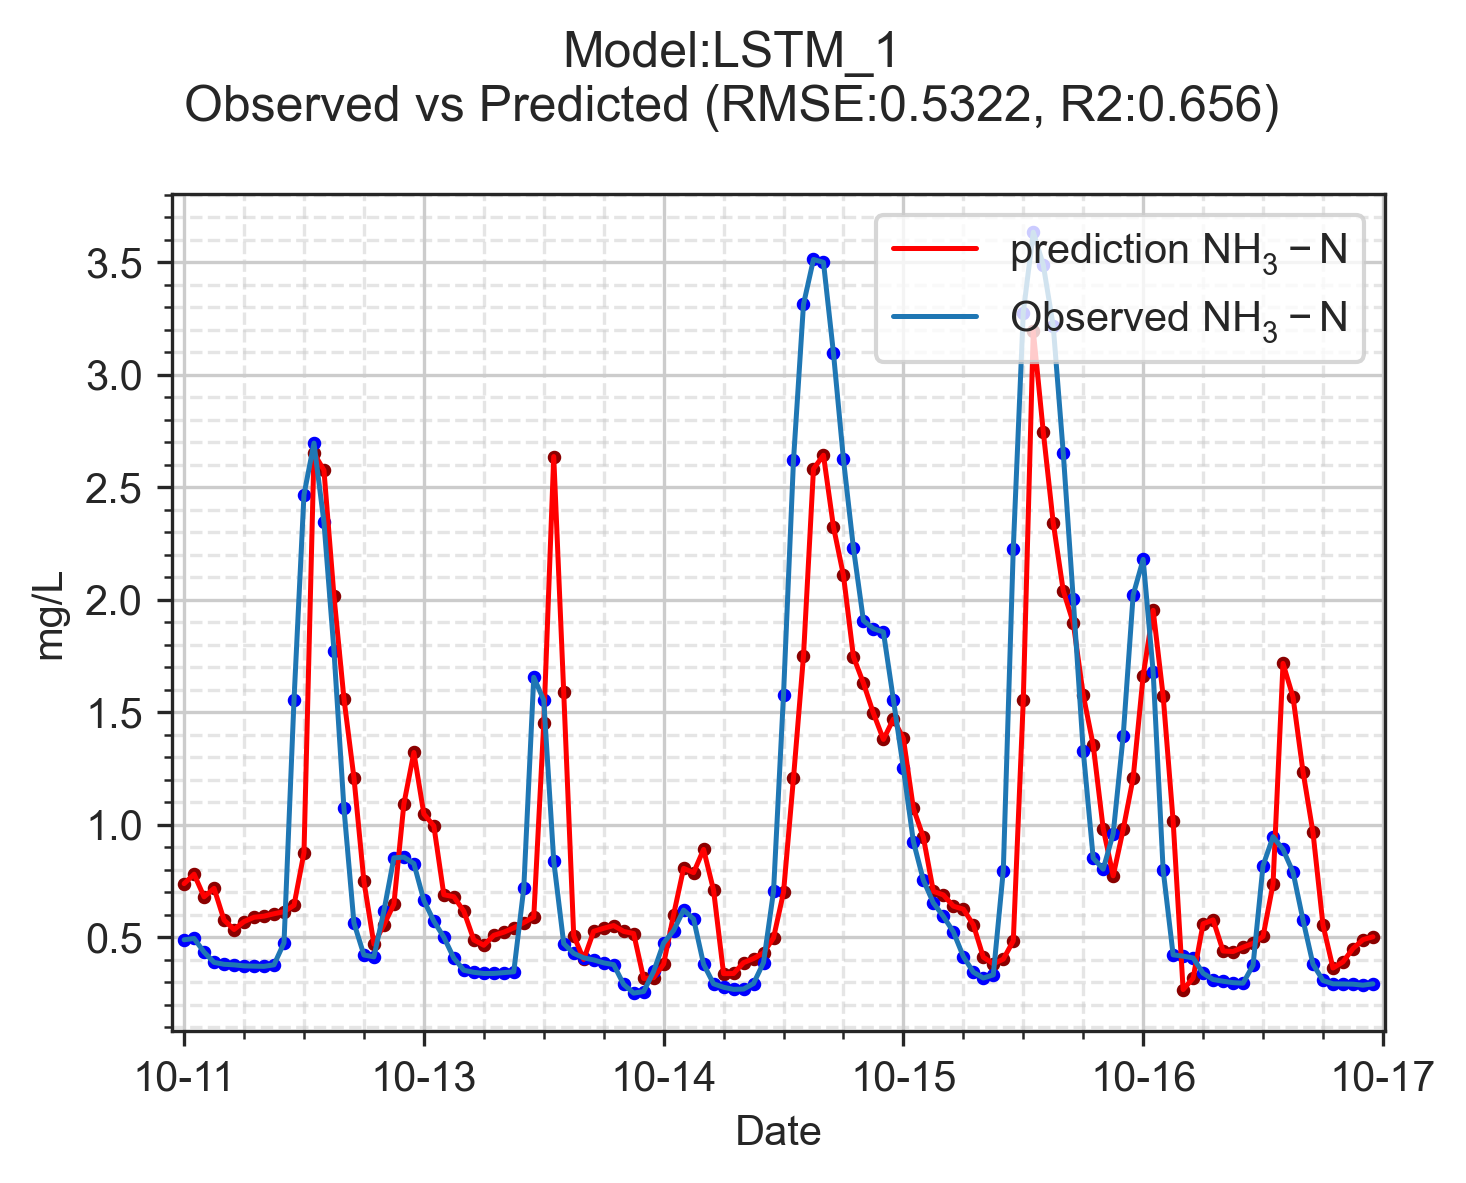 Model:LSTM_1
Observed vs Predicted (RMSE:0.5322, R2:0.656)
prediction NH₃ − N
Observed NH₃ − N
3.5
3.0
2.5
2.0
1.5
1.0
0.5
mg/L
10-11 10-13 10-14 10-15 10-16 10-17
Date